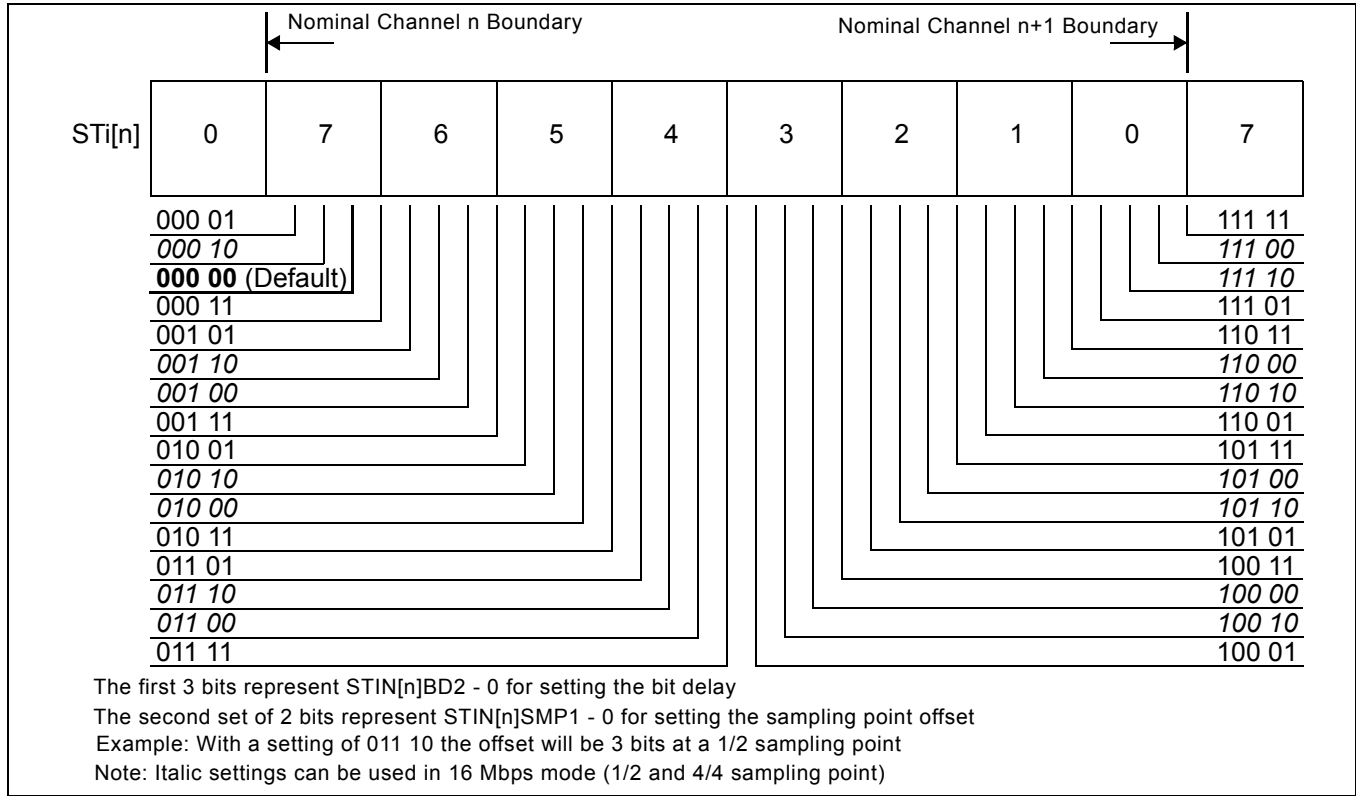 Nominal Channel n Boundary
Nominal Channel n+1 Boundary
STi[n] 0 7 6 5 4 3 2 1 0 7
000 01 111 11
000 10 111 00
000 00 (Default) 111 10
000 11 111 01
001 01 110 11
001 10 110 00
001 00 110 10
001 11 110 01
010 01 101 11
010 10 101 00
010 00 101 10
010 11 101 01
011 01 100 11
011 10 100 00
011 00 100 10
011 11 100 01
The first 3 bits represent STIN[n]BD2 - 0 for setting the bit delay
The second set of 2 bits represent STIN[n]SMP1 - 0 for setting the sampling point offset
Example: With a setting of 011 10 the offset will be 3 bits at a 1/2 sampling point
Note: Italic settings can be used in 16 Mbps mode (1/2 and 4/4 sampling point)